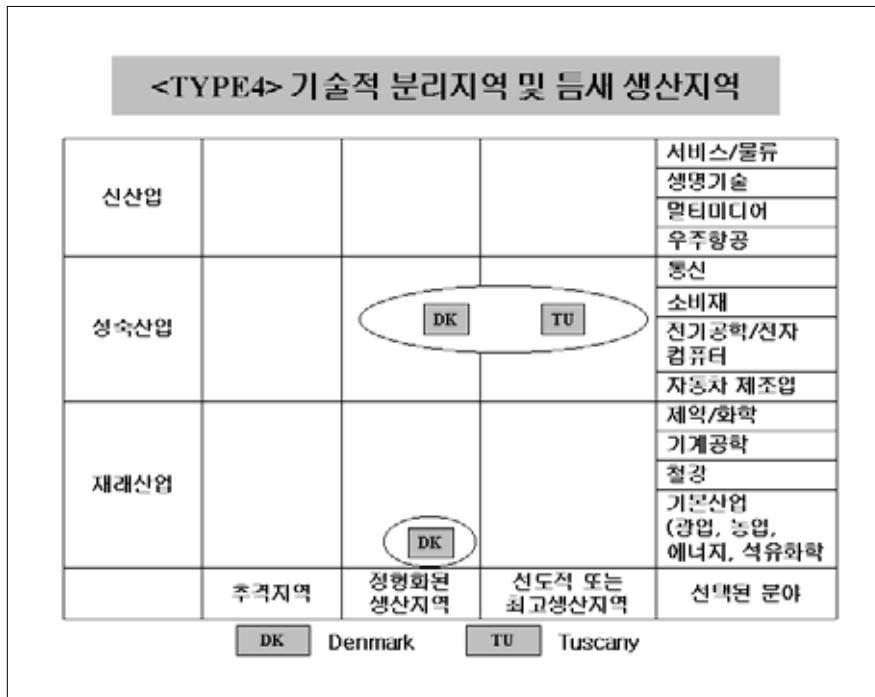 <TYPE4> 기술적 분리지역 및 틈새 생산지역
신산업
서비스/물류
생명기술
멀티미디어
우주항공
성숙산업
DK
TU
통신
소비재
전기공학/전자
컴퓨터
자동차 제조업
재래산업
DK
제약/화학
기계공학
철강
기본산업
(광업, 농업,
에너지, 석유화학
추격지역
정형화된
생산지역
선도적 또는
최고생산지역
선택된 분야
DK Denmark
TU Tuscany